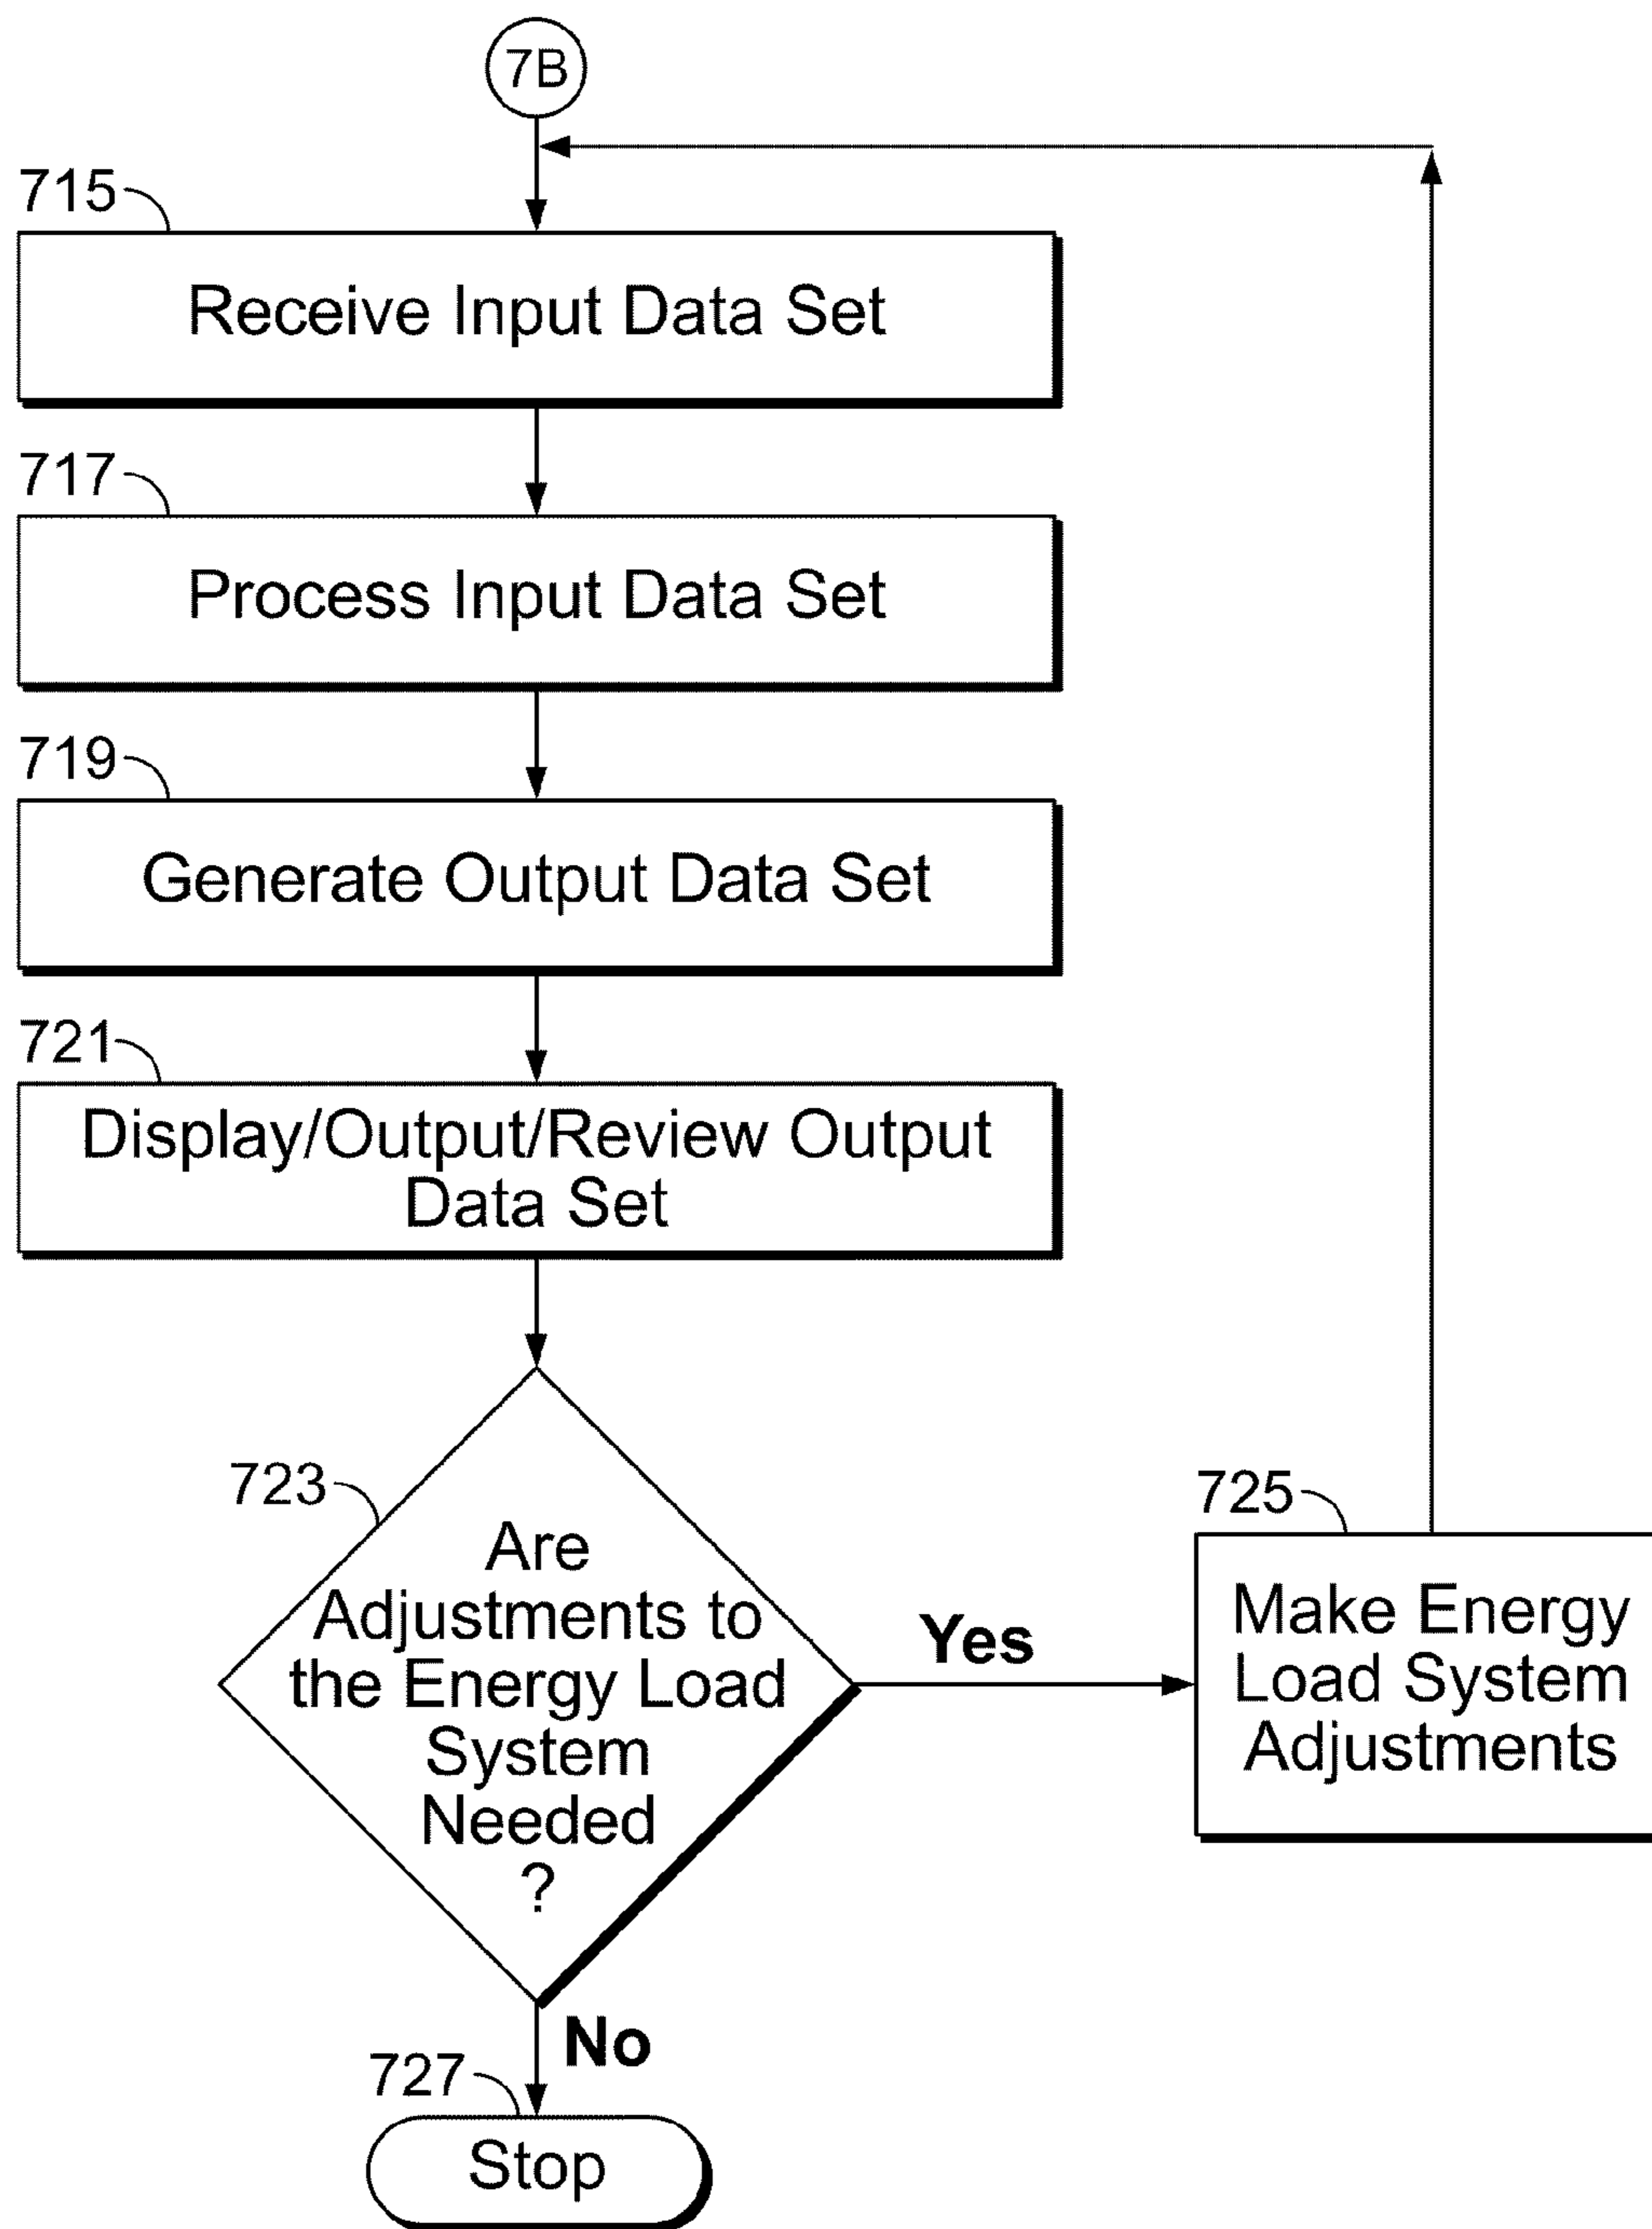 7B
715
Receive Input Data Set
717
Process Input Data Set
719
Generate Output Data Set
721
Display/Output/Review Output
Data Set
723
Are
Adjustments to
the Energy Load
System
Needed
?
Yes
725
Make Energy
Load System
Adjustments
No
727
Stop